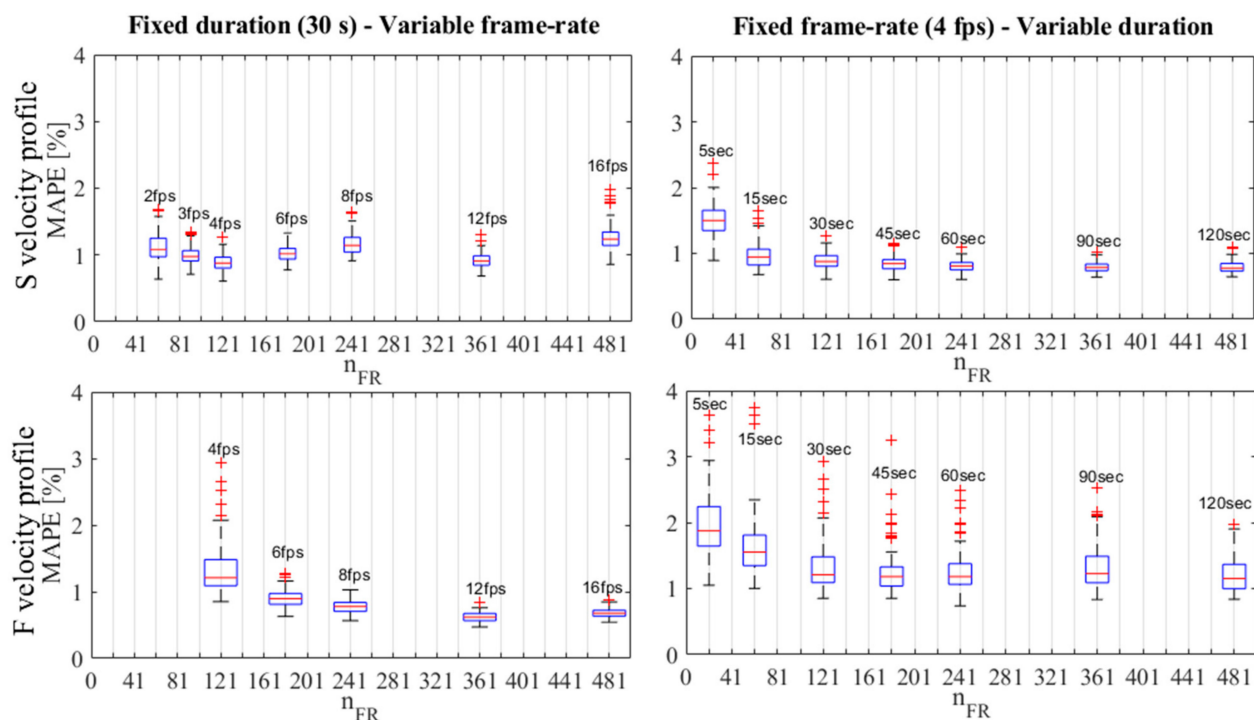 Fixed duration (30 s) - Variable frame-rate
Fixed frame-rate (4 fps) - Variable duration
S velocity profile
MAPE [%]
4
3
2
1
0
2fps
3fps
4fps
6fps
8fps
12fps
16fps
0 41 81 121 161 201 241 281 321 361 401 441 481
n_FR
4
3
2
1
0
5sec
15sec
30sec
45sec
60sec
90sec
120sec
0 41 81 121 161 201 241 281 321 361 401 441 481
n_FR
F velocity profile
MAPE [%]
4
3
2
1
0
4fps
6fps
8fps
12fps
16fps
0 41 81 121 161 201 241 281 321 361 401 441 481
n_FR
4
3
2
1
0
5sec
15sec
30sec
45sec
60sec
90sec
120sec
0 41 81 121 161 201 241 281 321 361 401 441 481
n_FR